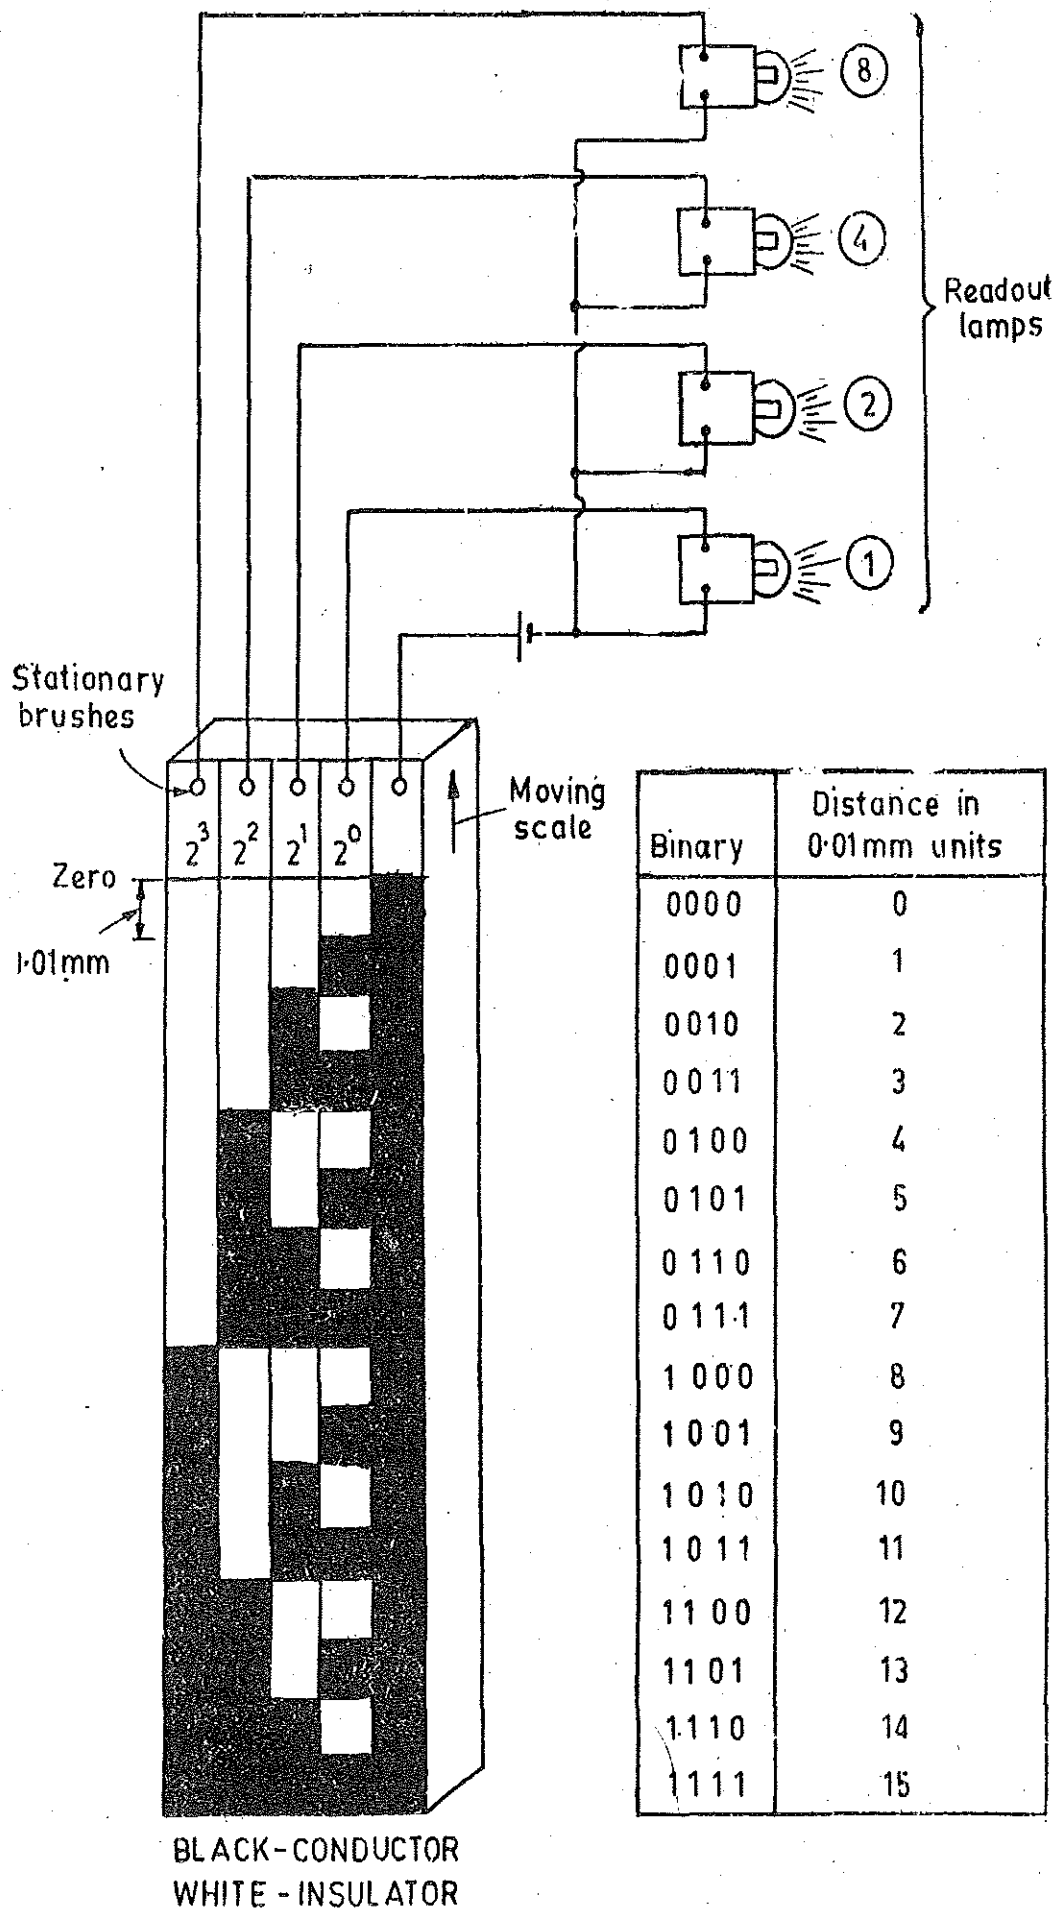 8
4
Readout
lamps
2
1
Stationary
brushes
Moving
scale
2³ 2² 2¹ 2⁰
Zero
1·01mm
Binary Distance in
0·01mm units
0000 0
0001 1
0010 2
0011 3
0100 4
0101 5
0110 6
0111 7
1000 8
1001 9
1010 10
1011 11
1100 12
1101 13
1110 14
1111 15
BLACK-CONDUCTOR
WHITE - INSULATOR